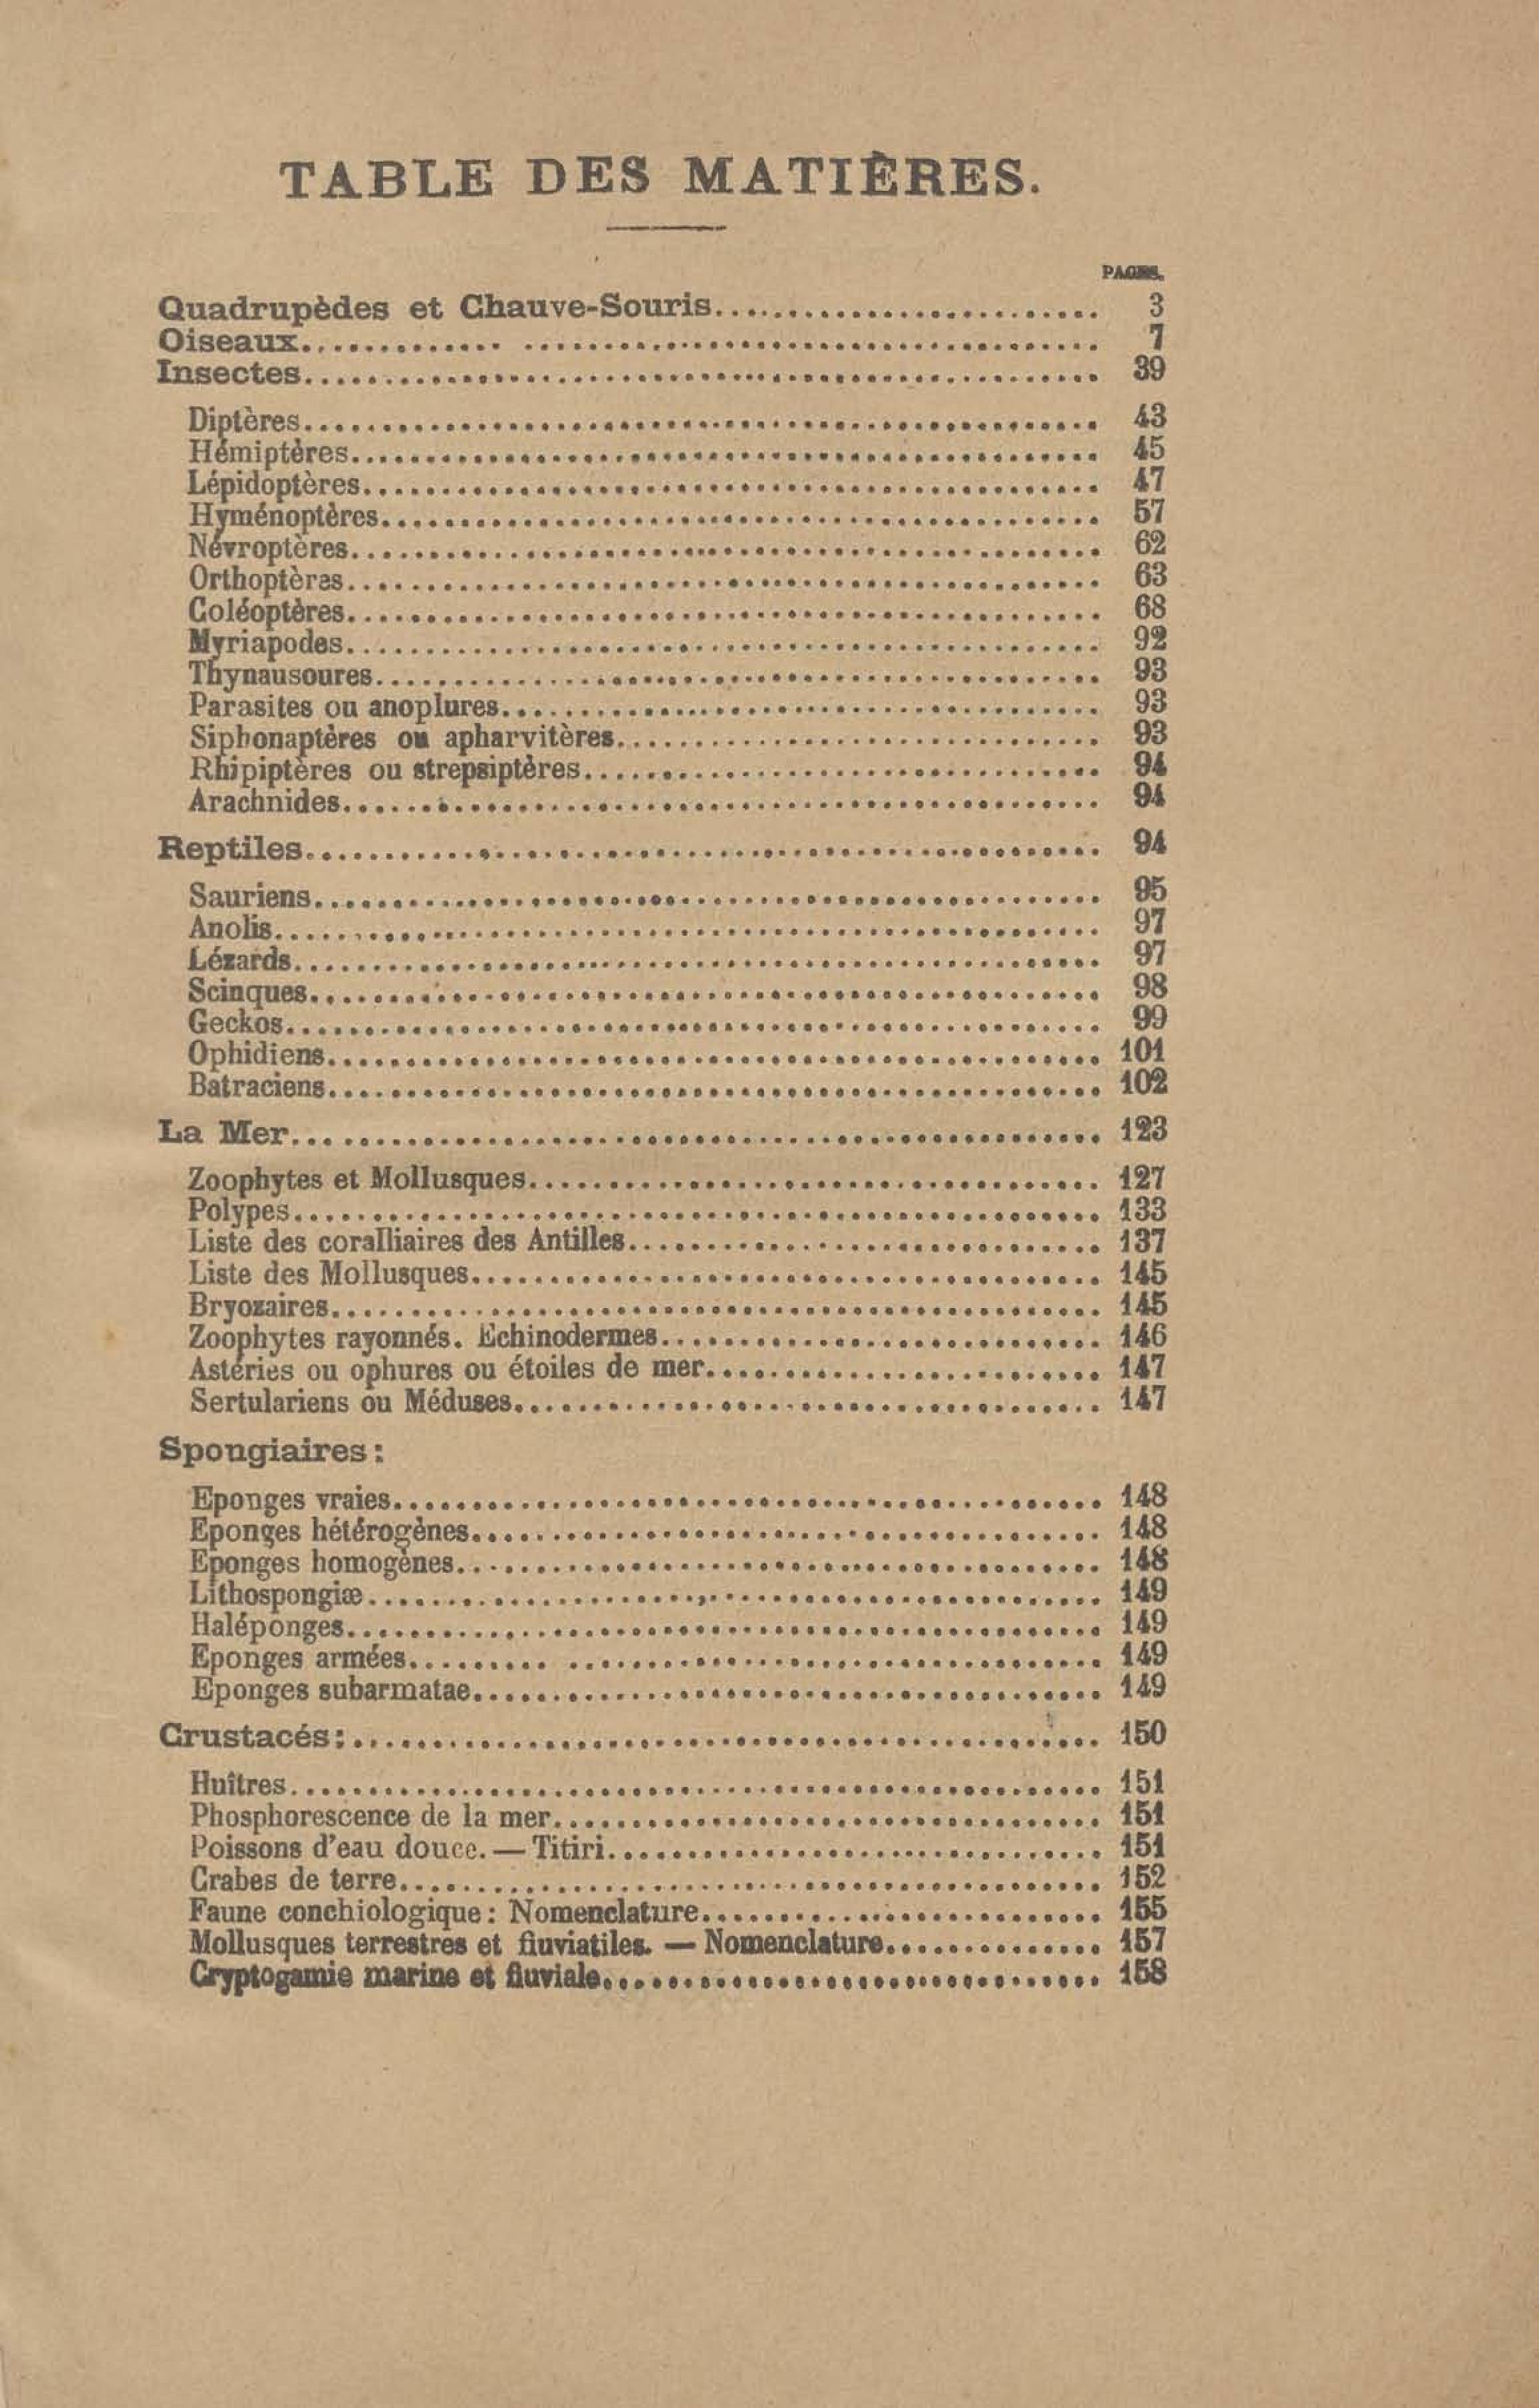 TABLE DES MATIÈRES.
PAGES.
Quadrupèdes et Chauve-Souris........................ 3
Oiseaux............. ........................ 7
Insectes........................ 39
Diptères........................ 43
Hémiptères........................ 45
Lépidoptères........................ 47
Hyménoptères........................ 57
Névroptères........................ 62
Orthoptères........................ 63
Coléoptères........................ 68
Myriapodes........................ 92
Thynausoures........................ 93
Parasites ou anoplures........................ 93
Siphonaptères ou apharvitères........................ 93
Rhipiptères ou strepsiptères........................ 94
Arachnides........................ 94
Reptiles........................ 94
Sauriens........................ 95
Anolis........................ 97
Lézards........................ 97
Scinques........................ 98
Geckos........................ 99
Ophidiens........................ 101
Batraciens........................ 102
La Mer........................ 123
Zoophytes et Mollusques........................ 127
Polypes........................ 133
Liste des coralliaires des Antilles........................ 137
Liste des Mollusques........................ 145
Bryozaires........................ 145
Zoophytes rayonnés. Echinodermes........................ 146
Astéries ou ophures ou étoiles de mer........................ 147
Sertulariens ou Méduses........................ 147
Spongiaires :
Eponges vraies........................ 148
Eponges hétérogènes........................ 148
Eponges homogènes........................ 148
Lithospongiæ........................ 149
Haléponges........................ 149
Eponges armées......... ........................ 149
Eponges subarmatae........................ 149
Crustacés :........................ 150
Huîtres........................ 151
Phosphorescence de la mer........................ 151
Poissons d'eau douce. — Titiri........................ 151
Crabes de terre........................ 152
Faune conchiologique : Nomenclature........................ 155
Mollusques terrestres et fluviatiles. — Nomenclature.............. 157
Cryptogamie marine et fluviale........................ 158